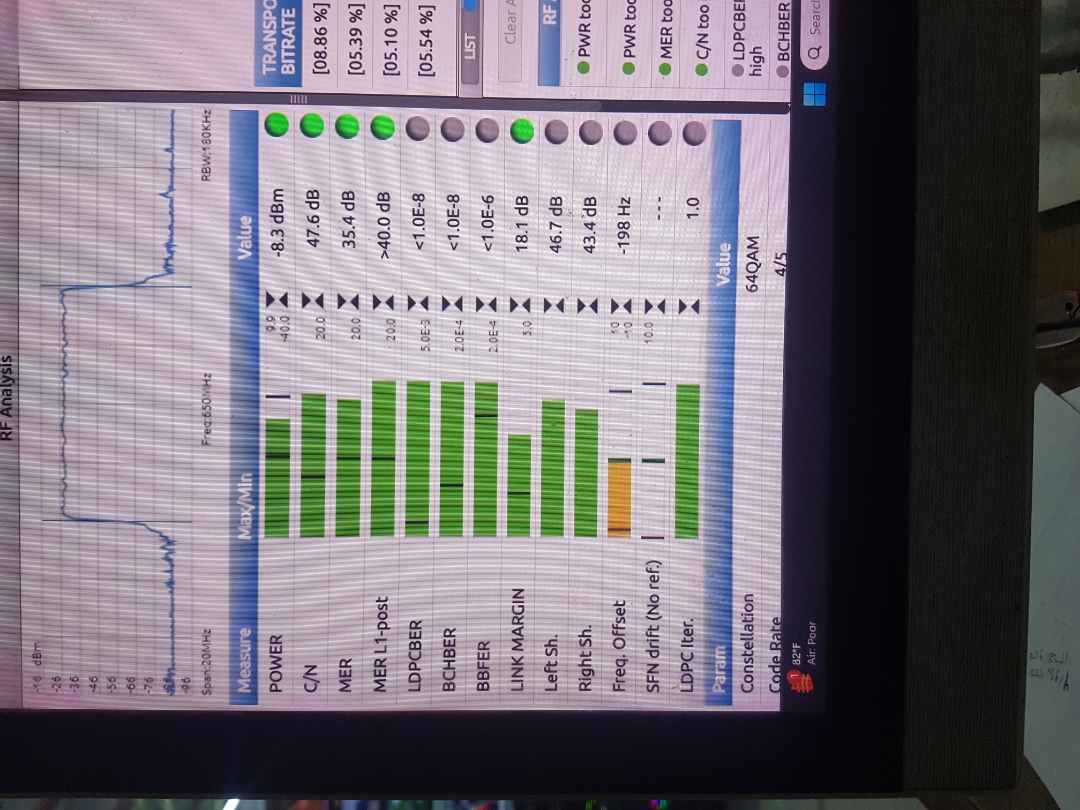 RF Analysis
-16 dBm
-26
-36
-46
-56
-66
-76
-96
Span:20MHz Freq:650MHz RBW:180KHz
Measure Max/Min Value
POWER 9.9 -40.0 -8.3 dBm
C/N 20.0 47.6 dB
MER 20.0 35.4 dB
MER L1-post 20.0 >40.0 dB
LDPCBER 5.0E-3 <1.0E-8
BCHBER 2.0E-4 <1.0E-8
BBFER 2.0E-4 <1.0E-6
LINK MARGIN 5.0 18.1 dB
Left Sh. 46.7 dB
Right Sh. 43.4 dB
Freq. Offset 10 -10 -198 Hz
SFN drift (No ref.) 10.0 ---
LDPC Iter. 1.0
Param Value
Constellation 64QAM
Code Rate 4/5
TRANSPO
BITRATE
[08.86 %]
[05.39 %]
[05.10 %]
[05.54 %]
LIST
Clear A
RF
PWR too
PWR too
MER too
C/N too
LDPCBER
high
BCHBER
1
82°F
Air: Poor
Search